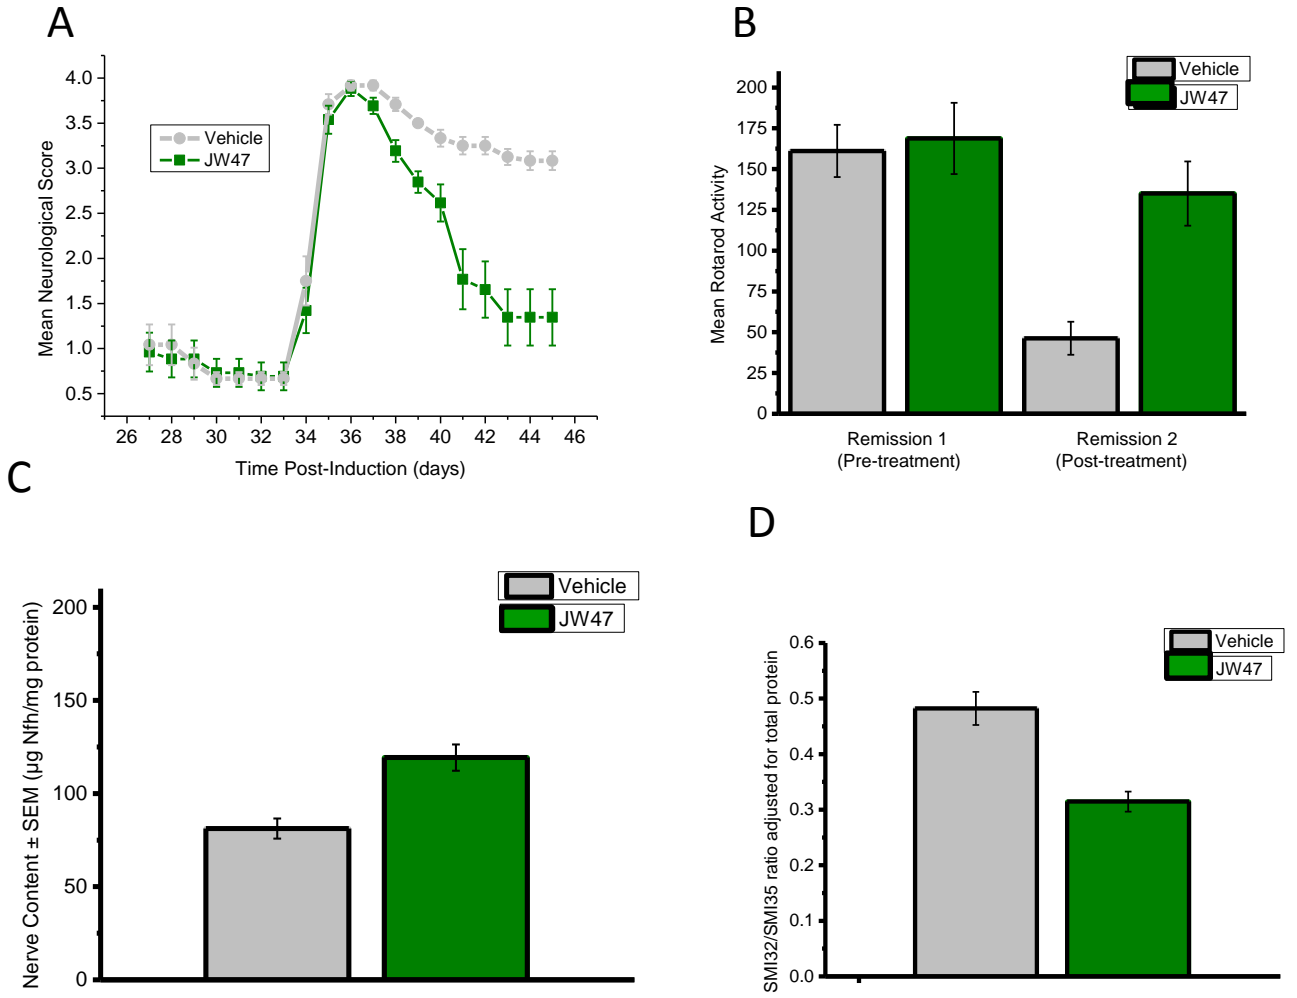 A
4.0
3.5
3.0
2.5
2.0
1.5
1.0
0.5
Mean Neurological Score
Vehicle
JW47
26 28 30 32 34 36 38 40 42 44 46
Time Post-Induction (days)
B
Vehicle
JW47
200
175
150
125
100
75
50
25
0
Mean Rotarod Activity
Remission 1
(Pre-treatment)
Remission 2
(Post-treatment)
C
Vehicle
JW47
200
150
100
50
0
Nerve Content ± SEM (µg Nfh/mg protein)
D
Vehicle
JW47
0.6
0.5
0.4
0.3
0.2
0.1
0.0
SMI32/SMI35 ratio adjusted for total protein